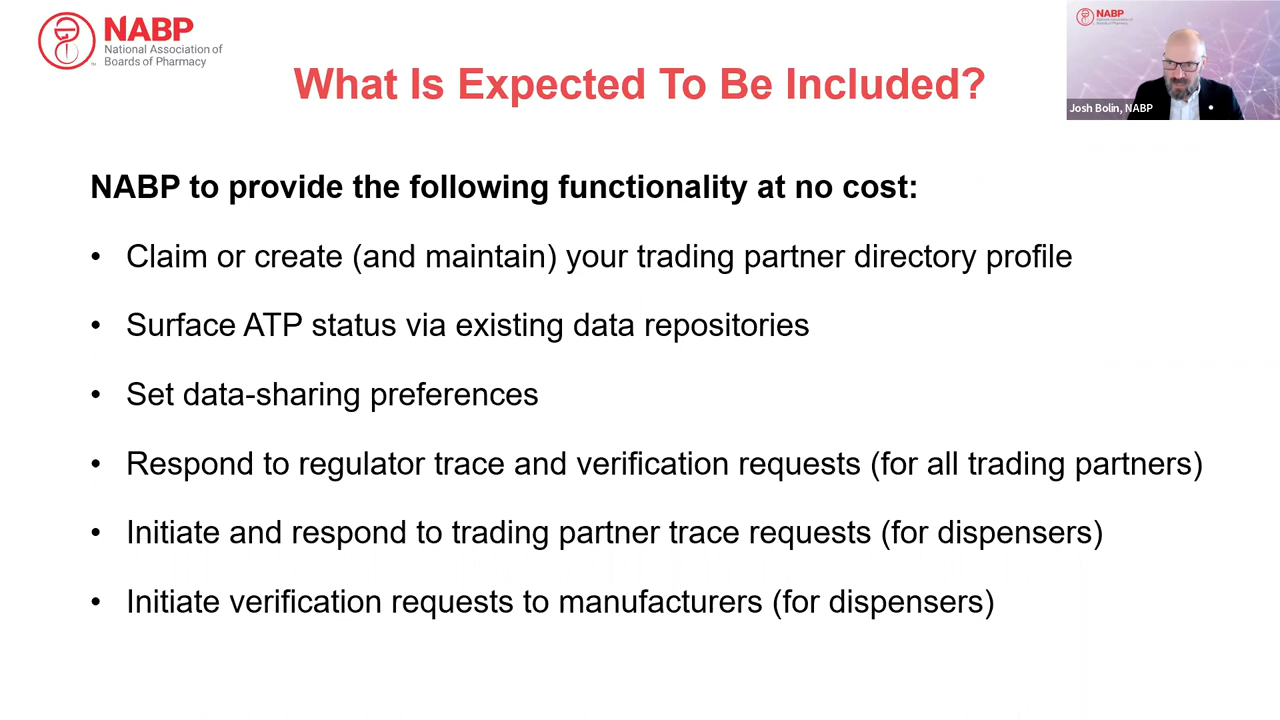 NABP
National Association of
Boards of Pharmacy
What Is Expected To Be Included?
NABP
Josh Bolin, NABP
NABP to provide the following functionality at no cost:
• Claim or create (and maintain) your trading partner directory profile
• Surface ATP status via existing data repositories
• Set data-sharing preferences
• Respond to regulator trace and verification requests (for all trading partners)
• Initiate and respond to trading partner trace requests (for dispensers)
• Initiate verification requests to manufacturers (for dispensers)